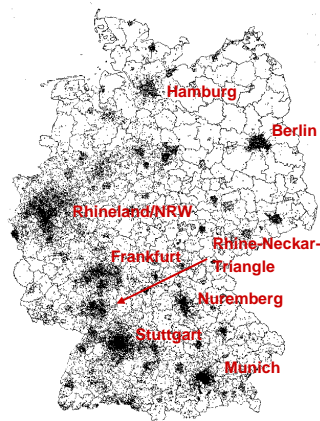 Hamburg
Berlin
Rhineland/NRW
Rhine-Neckar-
Triangle
Frankfurt
Nuremberg
Stuttgart
Munich